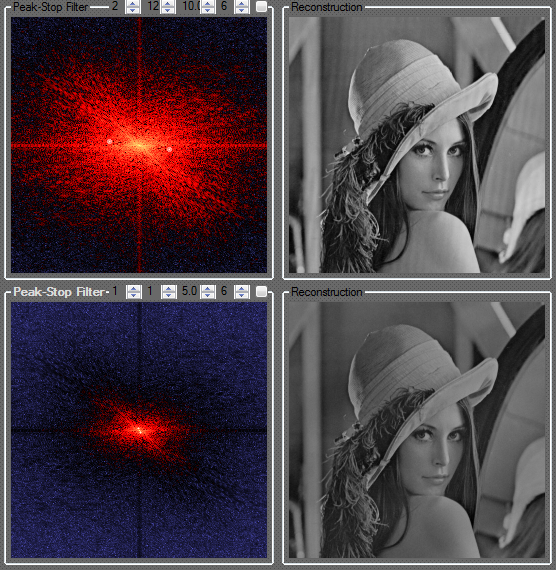 Peak-Stop Filter 2 12 10. 6 Reconstruction
Peak-Stop Filter 1 1 5.0 6 Reconstruction